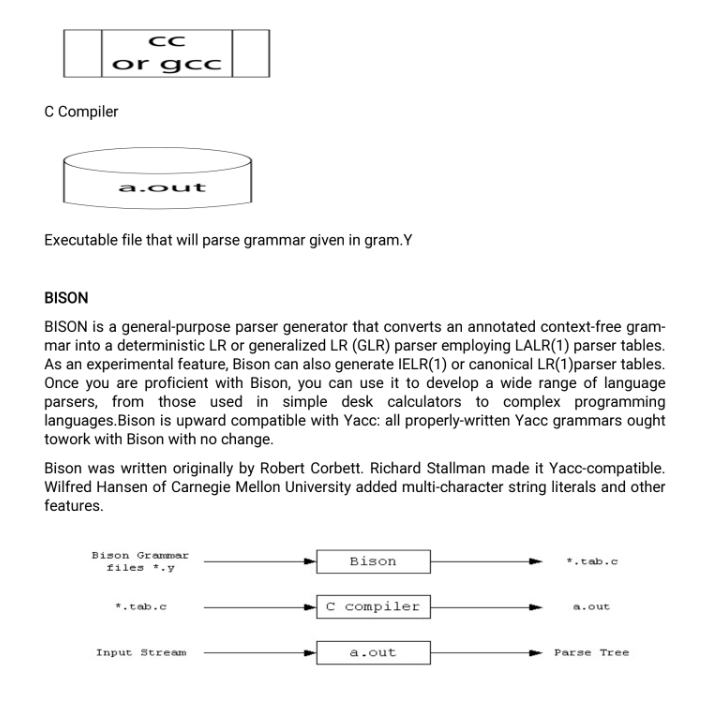 cc
or gcc
C Compiler
a.out
Executable file that will parse grammar given in gram.Y
BISON
BISON is a general-purpose parser generator that converts an annotated context-free gram-
mar into a deterministic LR or generalized LR (GLR) parser employing LALR(1) parser tables.
As an experimental feature, Bison can also generate IELR(1) or canonical LR(1)parser tables.
Once you are proficient with Bison, you can use it to develop a wide range of language
parsers, from those used in simple desk calculators to complex programming
languages.Bison is upward compatible with Yacc: all properly-written Yacc grammars ought
towork with Bison with no change.
Bison was written originally by Robert Corbett. Richard Stallman made it Yacc-compatible.
Wilfred Hansen of Carnegie Mellon University added multi-character string literals and other
features.
Bison Grammar
files *.y
Bison
*.tab.c
*.tab.c
C compiler
a.out
Input Stream
a.out
Parse Tree